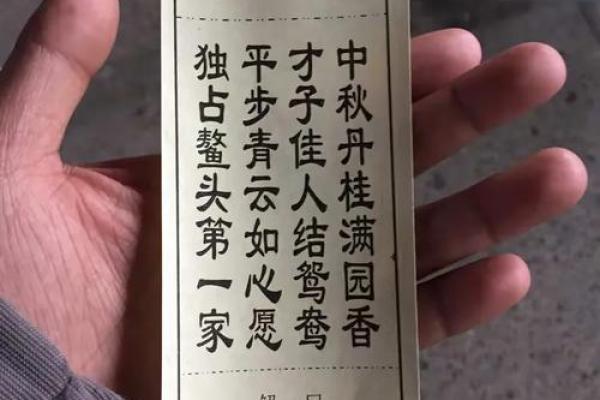 中秋丹桂满园香
才子佳人结鸳鸯
平步青云如心愿
独占鳌头第一家